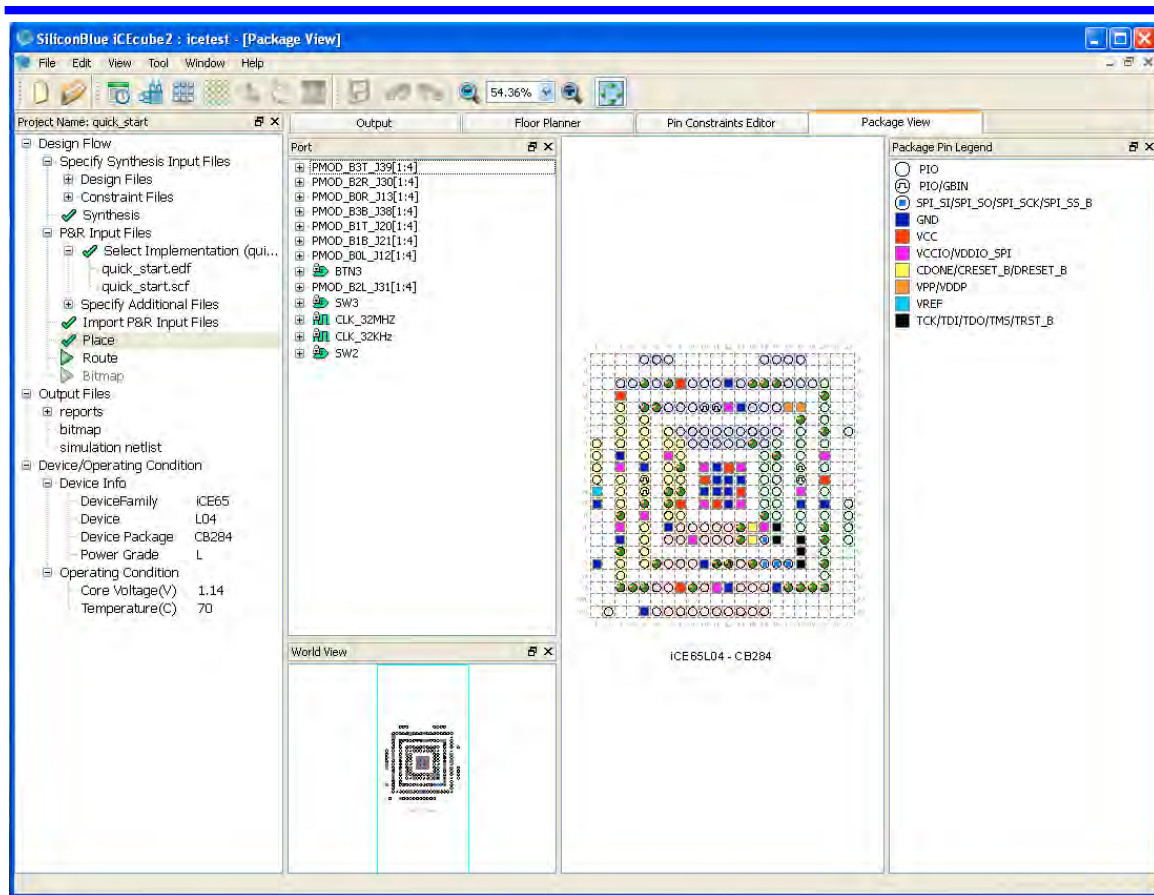 SiliconBlue iCEcube2 : icetest - [Package View]
File Edit View Tool Window Help
54.36%
Project Name: quick_start
Output
Floor Planner
Pin Constraints Editor
Package View
Design Flow
Specify Synthesis Input Files
Design Files
Constraint Files
Synthesis
P&R Input Files
Select Implementation (qui...
quick_start.edf
quick_start.scf
Specify Additional Files
Import P&R Input Files
Place
Route
Bitmap
Output Files
reports
bitmap
simulation netlist
Device/Operating Condition
Device Info
DeviceFamily iCE65
Device L04
Device Package CB284
Power Grade L
Operating Condition
Core Voltage(V) 1.14
Temperature(C) 70
Port
PMOD_B3T_J39[1:4]
PMOD_B2R_J30[1:4]
PMOD_B0R_J13[1:4]
PMOD_B3B_J38[1:4]
PMOD_B1T_J20[1:4]
PMOD_B1B_J21[1:4]
PMOD_B0L_J12[1:4]
BTN3
PMOD_B2L_J31[1:4]
SW3
CLK_32MHZ
CLK_32KHz
SW2
World View
iCE65L04 - CB284
Package Pin Legend
PIO
PIO/GBIN
SPI_SI/SPI_SO/SPI_SCK/SPI_SS_B
GND
VCC
VCCIO/VDDIO_SPI
CDONE/CRESET_B/DRESET_B
VPP/VDDP
VREF
TCK/TDI/TDO/TMS/TRST_B